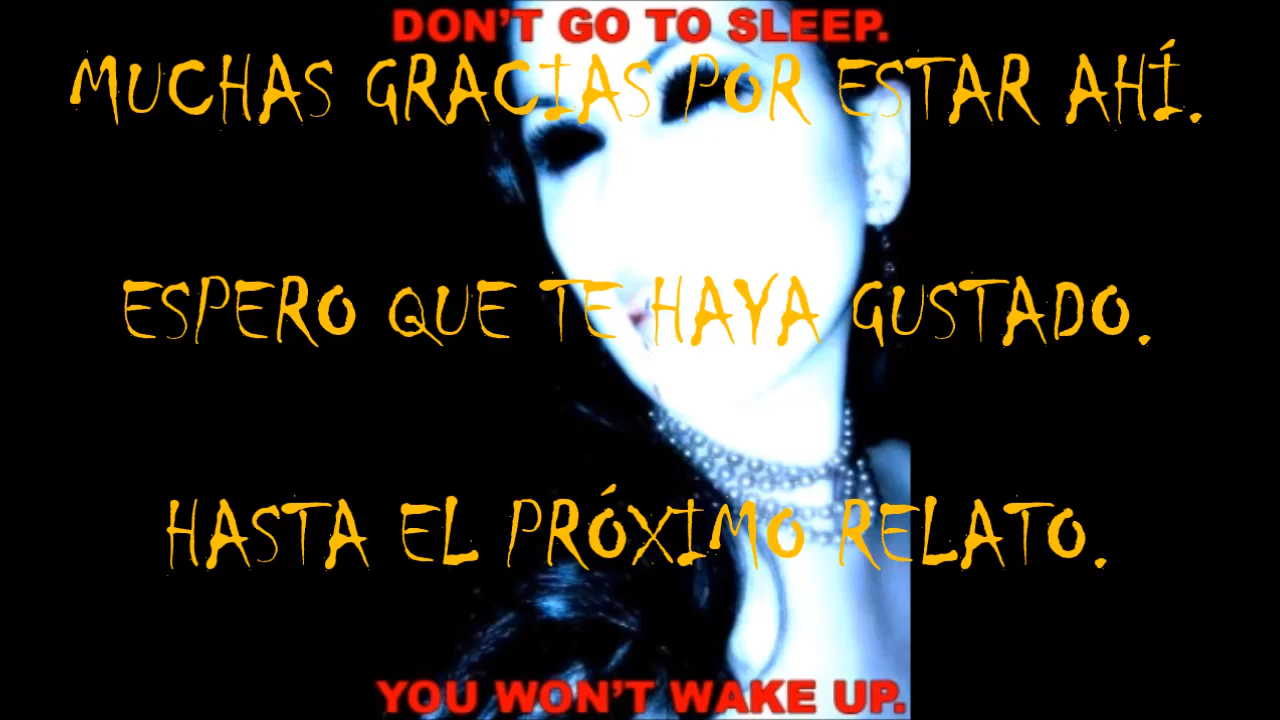 DON'T GO TO SLEEP.
MUCHAS GRACIAS POR ESTAR AHÍ.
ESPERO QUE TE HAYA GUSTADO.
HASTA EL PRÓXIMO RELATO.
YOU WON'T WAKE UP.